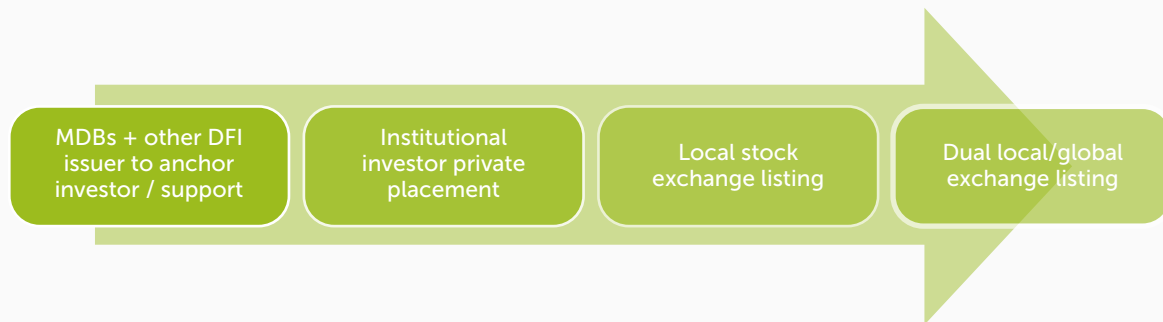 MDBs + other DFI
issuer to anchor
investor / support
Institutional
investor private
placement
Local stock
exchange listing
Dual local/global
exchange listing